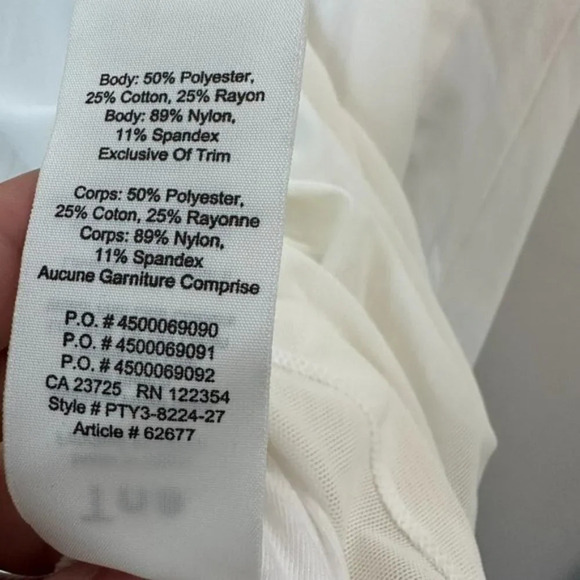 Body: 50% Polyester,
25% Cotton, 25% Rayon
Body: 89% Nylon,
11% Spandex
Exclusive Of Trim
Corps: 50% Polyester,
25% Coton, 25% Rayonne
Corps: 89% Nylon,
11% Spandex
Aucune Garniture Comprise
P.O. # 4500069090
P.O. # 4500069091
P.O. # 4500069092
CA 23725 RN 122354
Style # PTY3-8224-27
Article # 62677